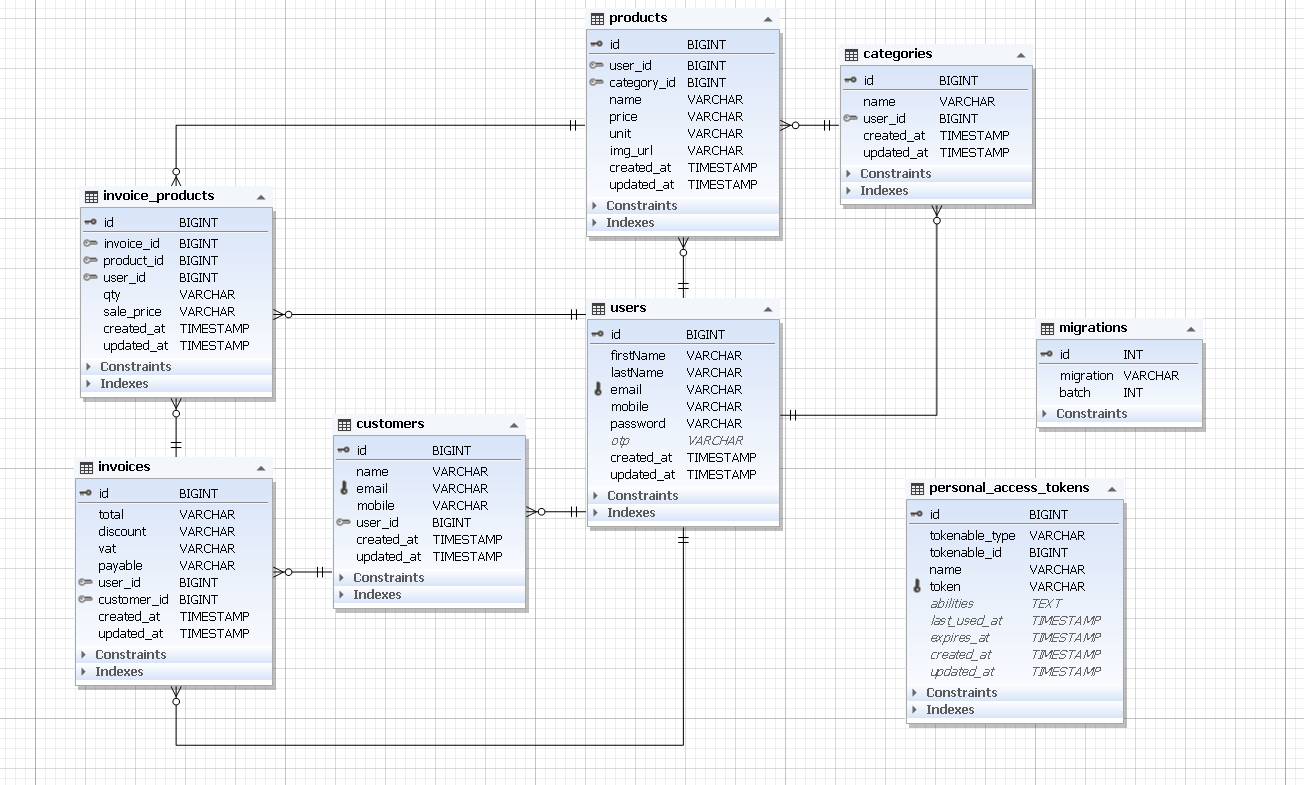 products
id BIGINT
user_id BIGINT
category_id BIGINT
name VARCHAR
price VARCHAR
unit VARCHAR
img_url VARCHAR
created_at TIMESTAMP
updated_at TIMESTAMP
Constraints
Indexes
categories
id BIGINT
name VARCHAR
user_id BIGINT
created_at TIMESTAMP
updated_at TIMESTAMP
Constraints
Indexes
invoice_products
id BIGINT
invoice_id BIGINT
product_id BIGINT
user_id BIGINT
qty VARCHAR
sale_price VARCHAR
created_at TIMESTAMP
updated_at TIMESTAMP
Constraints
Indexes
users
id BIGINT
firstName VARCHAR
lastName VARCHAR
email VARCHAR
mobile VARCHAR
password VARCHAR
otp VARCHAR
created_at TIMESTAMP
updated_at TIMESTAMP
Constraints
Indexes
migrations
id INT
migration VARCHAR
batch INT
Constraints
customers
id BIGINT
name VARCHAR
email VARCHAR
mobile VARCHAR
user_id BIGINT
created_at TIMESTAMP
updated_at TIMESTAMP
Constraints
Indexes
invoices
id BIGINT
total VARCHAR
discount VARCHAR
vat VARCHAR
payable VARCHAR
user_id BIGINT
customer_id BIGINT
created_at TIMESTAMP
updated_at TIMESTAMP
Constraints
Indexes
personal_access_tokens
id BIGINT
tokenable_type VARCHAR
tokenable_id BIGINT
name VARCHAR
token VARCHAR
abilities TEXT
last_used_at TIMESTAMP
expires_at TIMESTAMP
created_at TIMESTAMP
updated_at TIMESTAMP
Constraints
Indexes